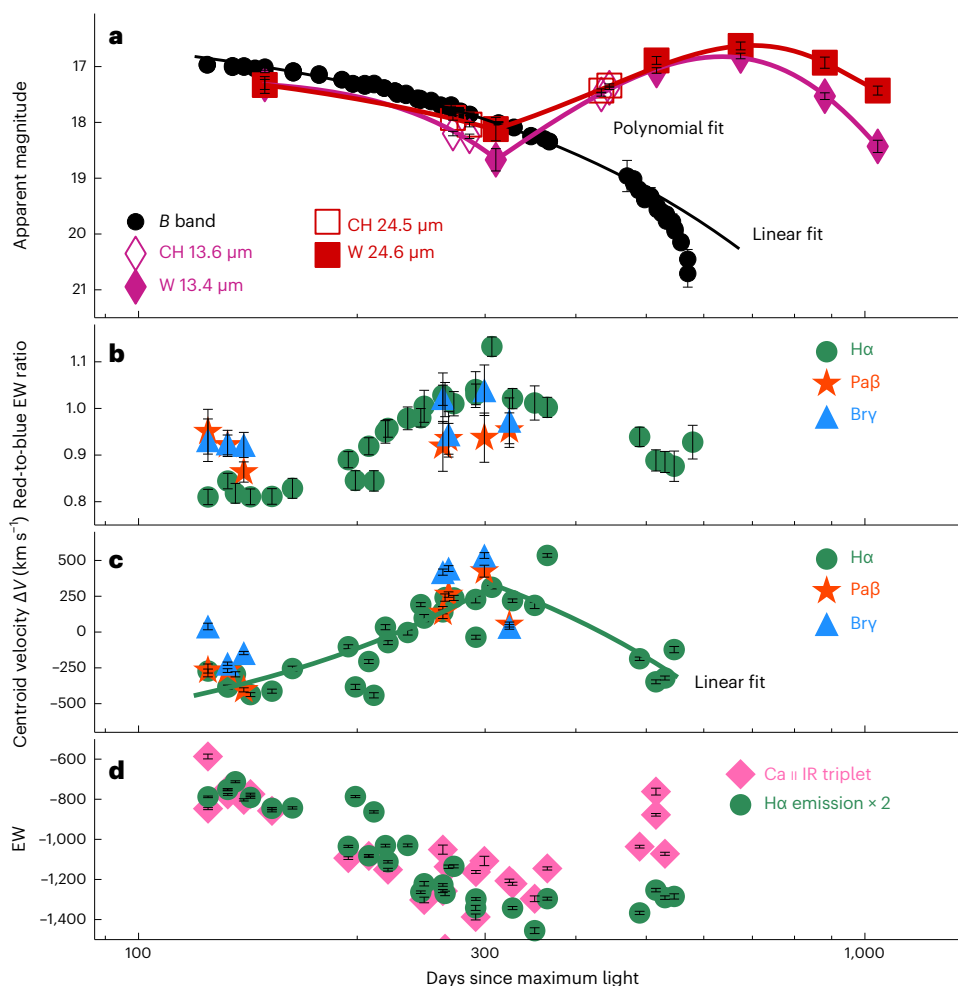 a
Apparent magnitude
17
18
19
20
21
B band
CH 13.6 µm
W 13.4 µm
CH 24.5 µm
W 24.6 µm
Polynomial fit
Linear fit
b
Red-to-blue EW ratio
1.1
1.0
0.9
0.8
Hα
Paβ
Brγ
c
Centroid velocity ΔV (km s⁻¹)
500
250
0
−250
−500
Hα
Paβ
Brγ
Linear fit
d
EW
−600
−800
−1,000
−1,200
−1,400
Ca II IR triplet
Hα emission × 2
100
300
1,000
Days since maximum light